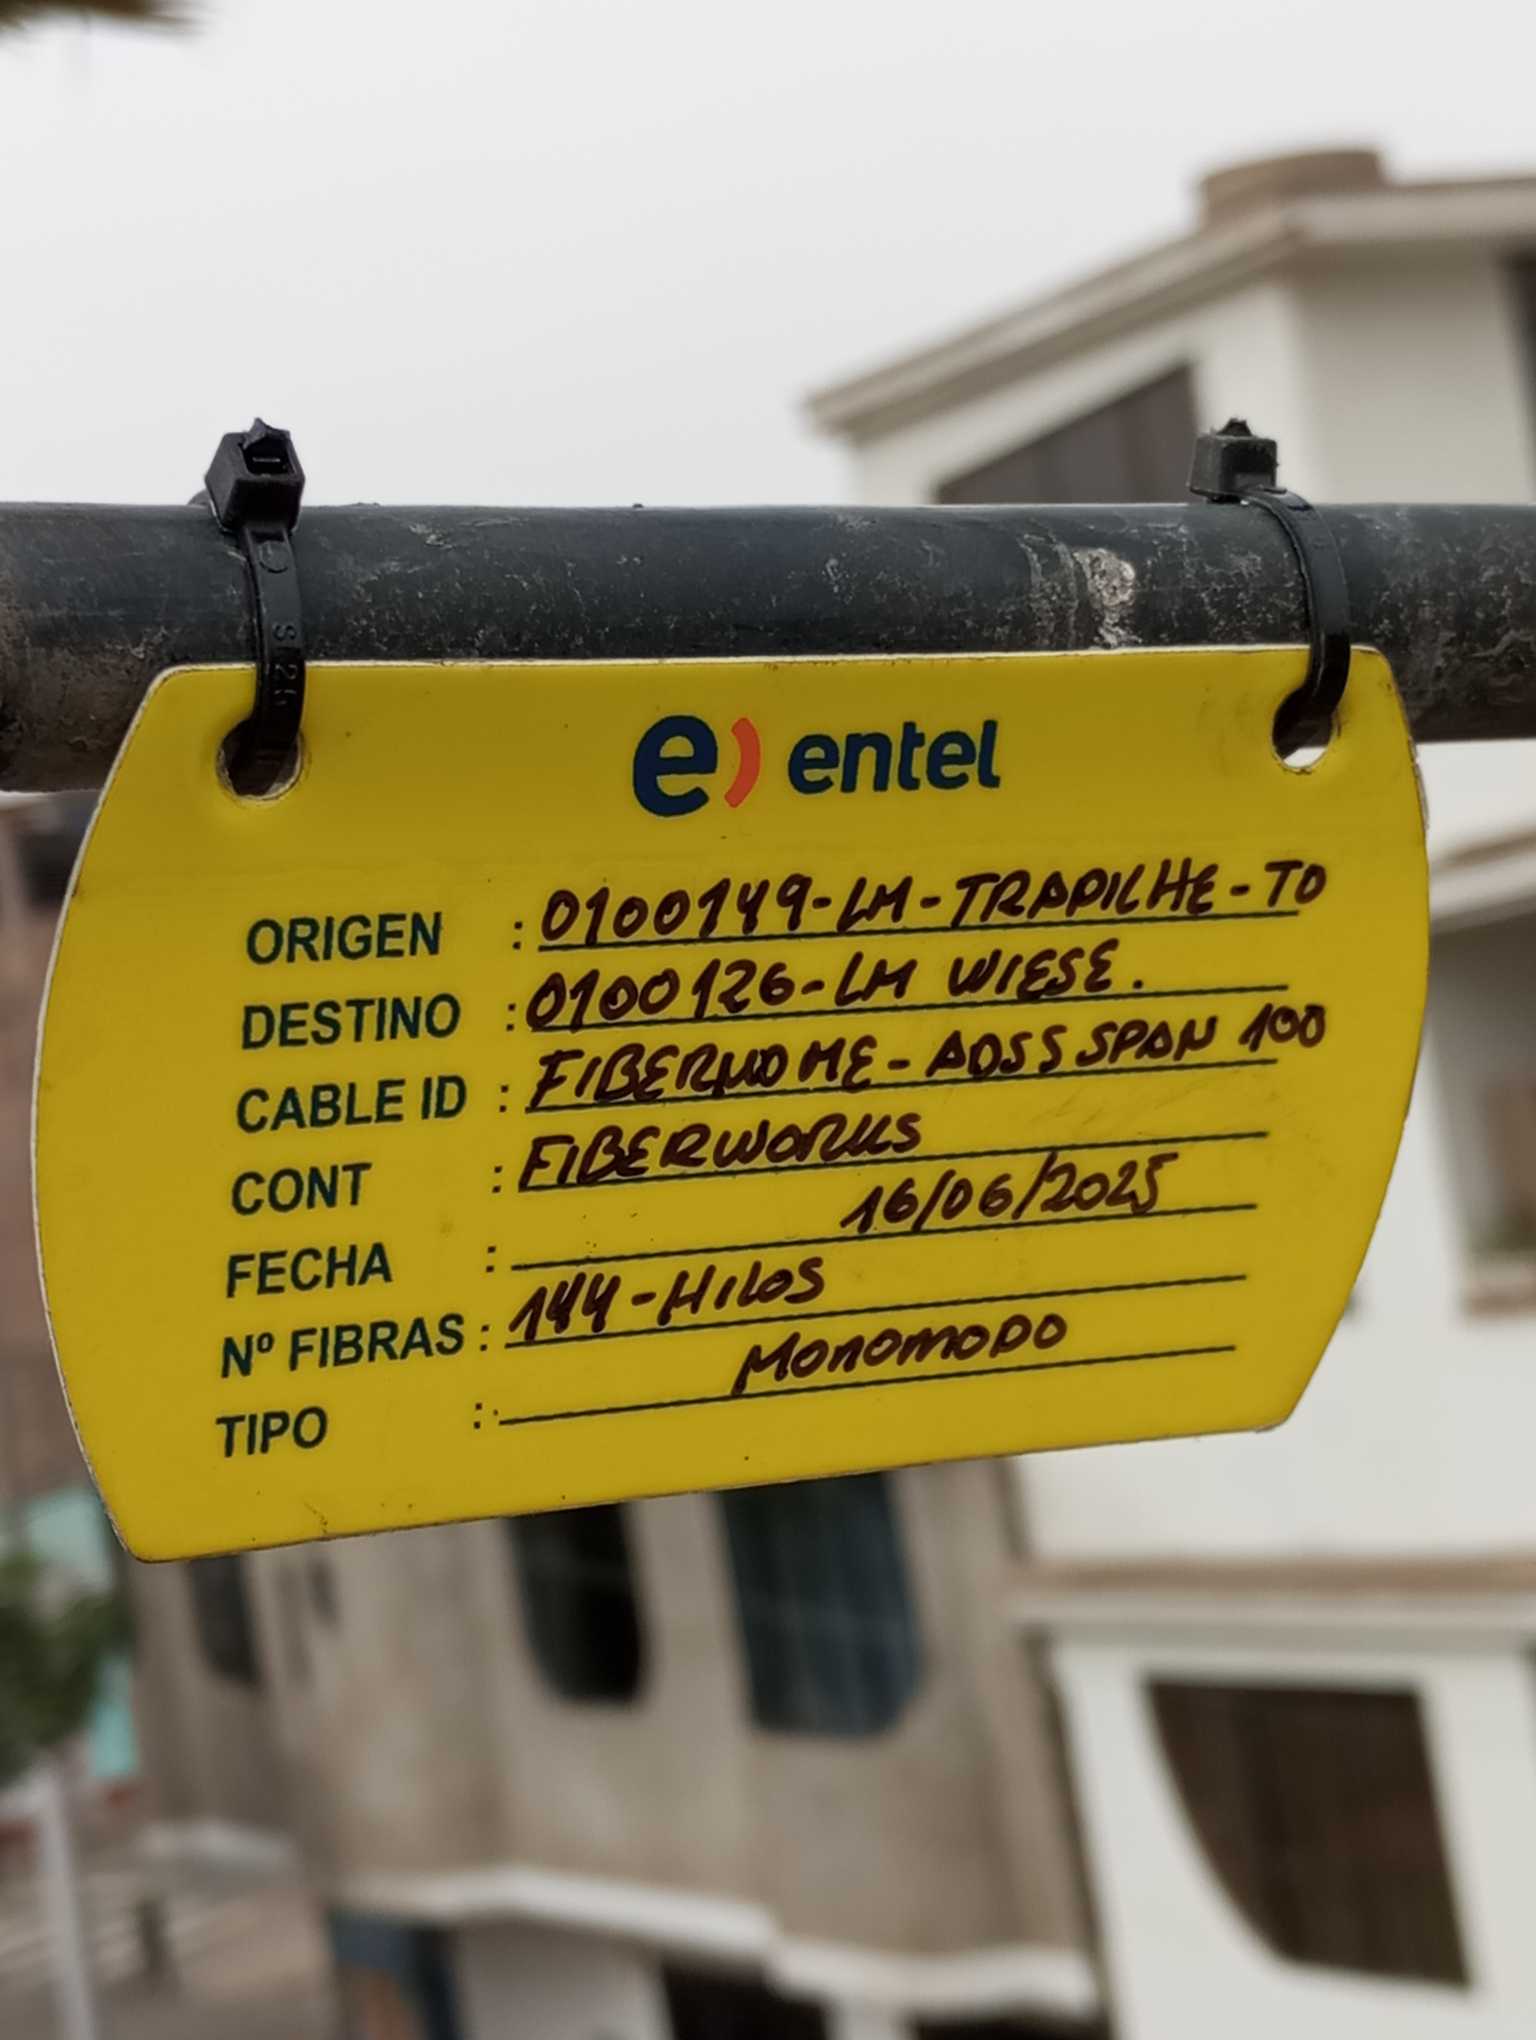 e) entel
ORIGEN : 0100149-LM-TRAPILHE-TO
DESTINO : 0100126-LM WIESE.
CABLE ID : FIBERHOME-ADSS SPAN 100
CONT : FIBERWORKS
FECHA : 16/06/2025
Nº FIBRAS : 144-HILOS
TIPO : MONOMODO